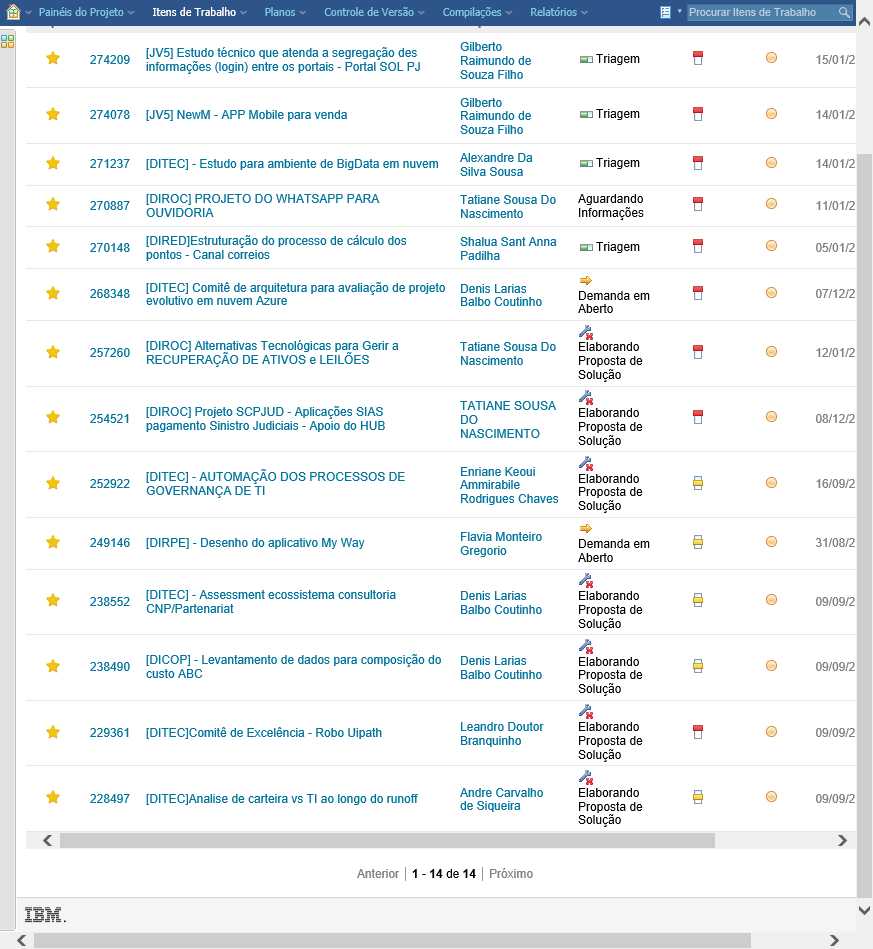 Painéis do Projeto Itens de Trabalho Planos Controle de Versão Compilações Relatórios Procurar Itens de Trabalho
274209 [JV5] Estudo técnico que atenda a segregação des Gilberto
informações (login) entre os portais - Portal SOL PJ Raimundo de Triagem 15/01/2
Souza Filho
Gilberto
274078 [JV5] NewM - APP Mobile para venda Raimundo de Triagem 14/01/2
Souza Filho
271237 [DITEC] - Estudo para ambiente de BigData em nuvem Alexandre Da Triagem 14/01/2
Silva Sousa
270887 [DIROC] PROJETO DO WHATSAPP PARA Tatiane Sousa Do Aguardando 11/01/2
OUVIDORIA Nascimento Informações
270148 [DIRED]Estruturação do processo de cálculo dos Shalua Sant Anna Triagem 05/01/2
pontos - Canal correios Padilha
268348 [DITEC] Comitê de arquitetura para avaliação de projeto Denis Larias Demanda em 07/12/2
evolutivo em nuvem Azure Balbo Coutinho Aberto
257260 [DIROC] Alternativas Tecnológicas para Gerir a Tatiane Sousa Do Elaborando 12/01/2
RECUPERAÇÃO DE ATIVOS e LEILÕES Nascimento Proposta de
Solução
254521 [DIROC] Projeto SCPJUD - Aplicações SIAS TATIANE SOUSA Elaborando 08/12/2
pagamento Sinistro Judiciais - Apoio do HUB DO Proposta de
NASCIMENTO Solução
252922 [DITEC] - AUTOMAÇÃO DOS PROCESSOS DE Enriane Keoui Elaborando 16/09/2
GOVERNANÇA DE TI Ammirabile Proposta de
Rodrigues Chaves Solução
249146 [DIRPE] - Desenho do aplicativo My Way Flavia Monteiro Demanda em 31/08/2
Gregorio Aberto
238552 [DITEC] - Assessment ecossistema consultoria Denis Larias Elaborando 09/09/2
CNP/Partenariat Balbo Coutinho Proposta de
Solução
238490 [DICOP] - Levantamento de dados para composição do Denis Larias Elaborando 09/09/2
custo ABC Balbo Coutinho Proposta de
Solução
229361 [DITEC]Comitê de Excelência - Robo Uipath Leandro Doutor Elaborando 09/09/2
Branquinho Proposta de
Solução
228497 [DITEC]Analise de carteira vs TI ao longo do runoff Andre Carvalho Elaborando 09/09/2
de Siqueira Proposta de
Solução
Anterior | 1 - 14 de 14 | Próximo
IBM.